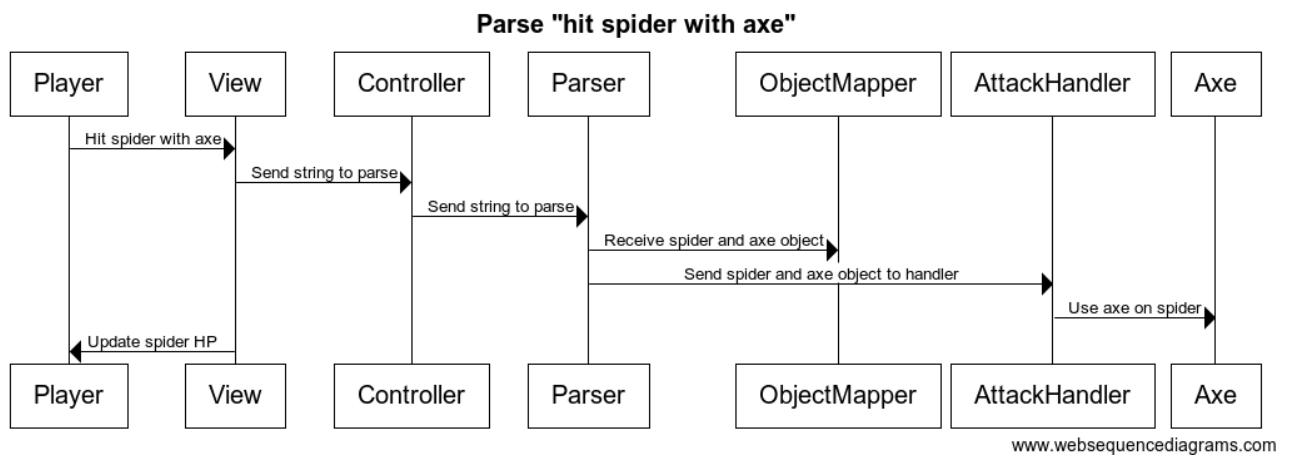 Parse "hit spider with axe"
Player View Controller Parser ObjectMapper AttackHandler Axe
Hit spider with axe
Send string to parse
Send string to parse
Receive spider and axe object
Send spider and axe object to handler
Use axe on spider
Update spider HP
Player View Controller Parser ObjectMapper AttackHandler Axe
www.websequencediagrams.com